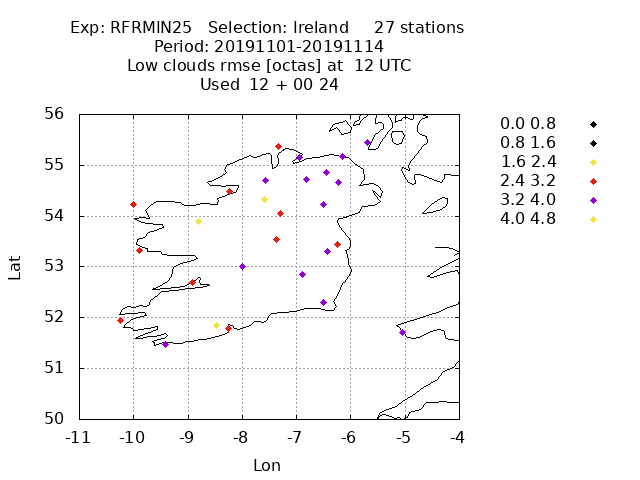 Exp: RFRMIN25 Selection: Ireland 27 stations
Period: 20191101-20191114
Low clouds rmse [octas] at 12 UTC
Used 12 + 00 24
0.0 0.8
0.8 1.6
1.6 2.4
2.4 3.2
3.2 4.0
4.0 4.8
56
55
54
53
52
51
50
Lat
-11 -10 -9 -8 -7 -6 -5 -4
Lon